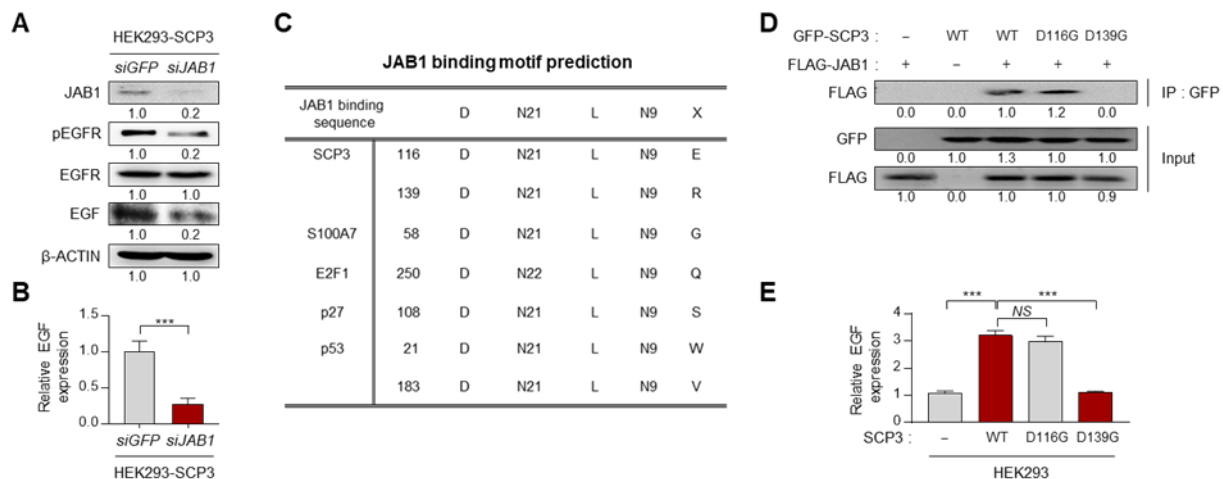 A
HEK293-SCP3
siGFP siJAB1
JAB1
1.0 0.2
pEGFR
1.0 0.2
EGFR
1.0 1.0
EGF
1.0 0.2
β-ACTIN
1.0 1.0
B
Relative EGF
expression
1.5
1.0
0.5
0.0
***
siGFP siJAB1
HEK293-SCP3
C
JAB1 binding motif prediction
JAB1 binding
sequence
D N21 L N9 X
SCP3 116 D N21 L N9 E
139 D N21 L N9 R
S100A7 58 D N21 L N9 G
E2F1 250 D N22 L N9 Q
p27 108 D N21 L N9 S
p53 21 D N21 L N9 W
183 D N21 L N9 V
D
GFP-SCP3 : – WT WT D116G D139G
FLAG-JAB1 : + – + + +
FLAG
IP : GFP
0.0 0.0 1.0 1.2 0.0
GFP
0.0 1.0 1.3 1.0 1.0
Input
FLAG
1.0 0.0 1.0 1.0 0.9
E
Relative EGF
expression
4
3
2
1
0
*** ***
NS
SCP3 : – WT D116G D139G
HEK293